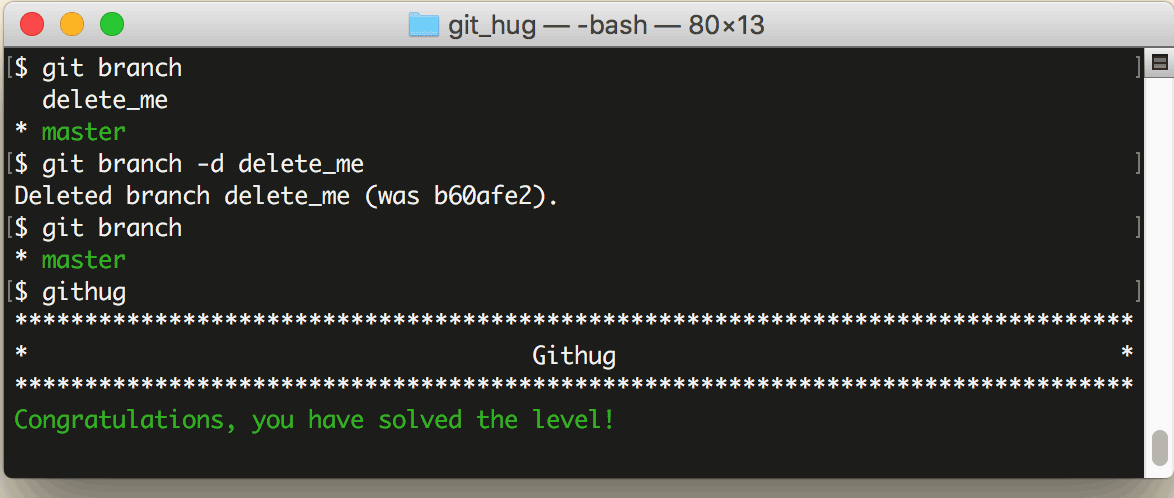 git_hug — -bash — 80×13
[$ git branch ]
  delete_me
* master
[$ git branch -d delete_me ]
Deleted branch delete_me (was b60afe2).
[$ git branch ]
* master
[$ githug ]
********************************************************************************
*                                    Githug                                    *
********************************************************************************
Congratulations, you have solved the level!